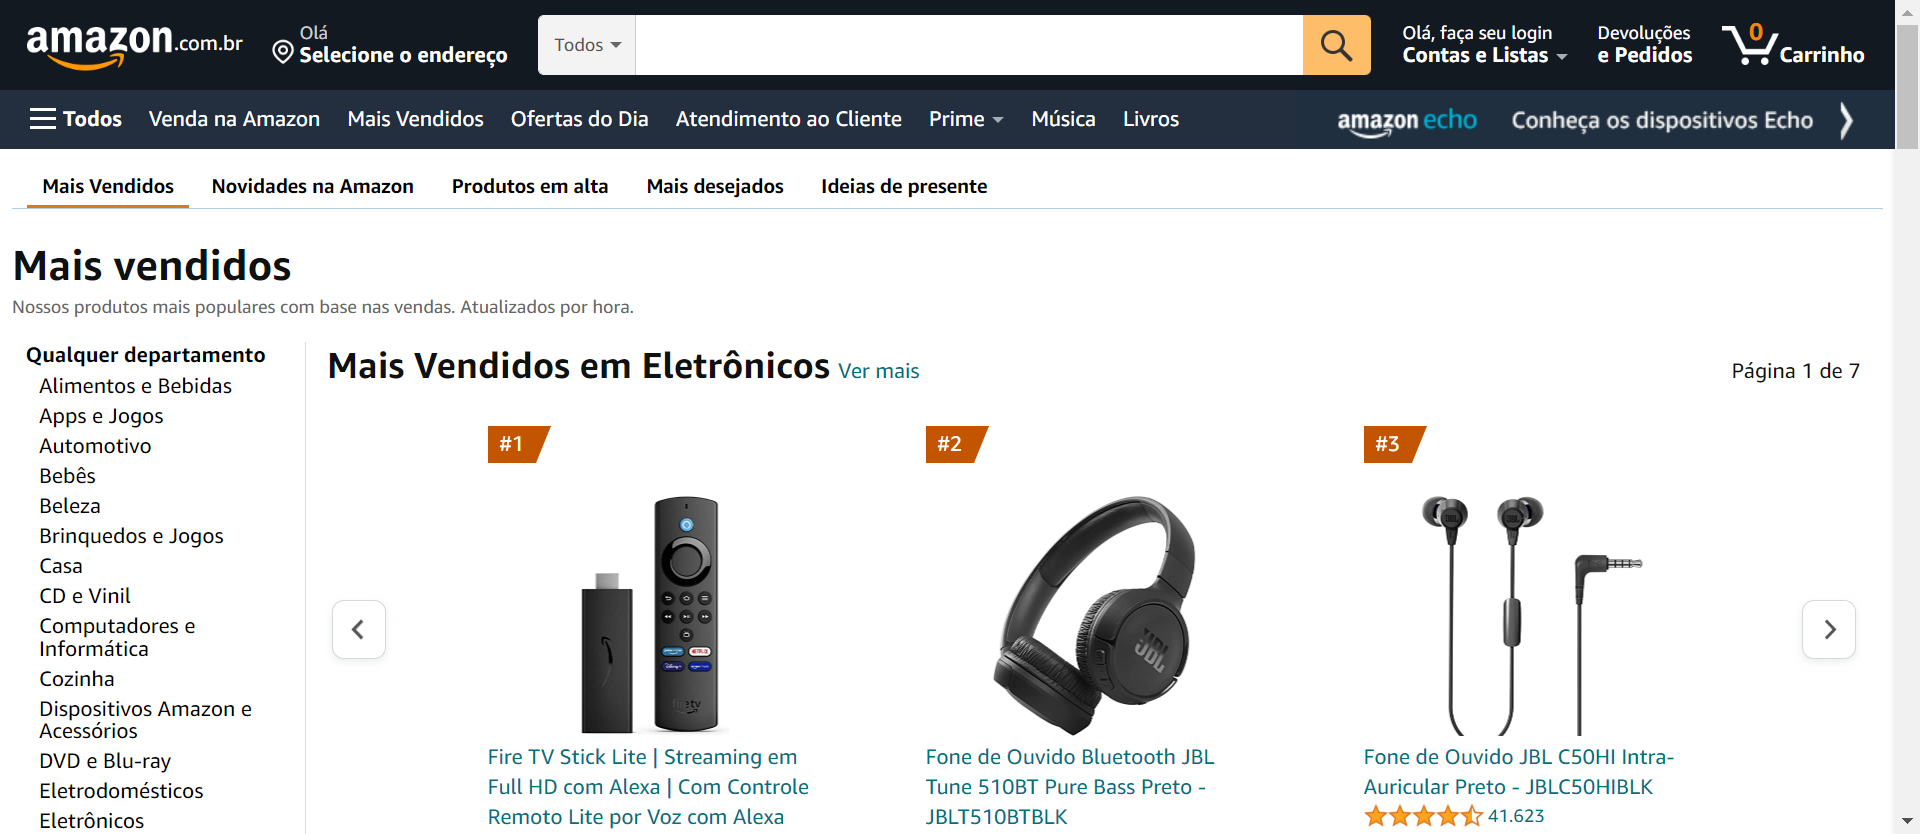 amazon.com.br
Olá
Selecione o endereço
Todos
Olá, faça seu login
Contas e Listas
Devoluções
e Pedidos
0
Carrinho
Todos
Venda na Amazon
Mais Vendidos
Ofertas do Dia
Atendimento ao Cliente
Prime
Música
Livros
amazon echo
Conheça os dispositivos Echo
Mais Vendidos
Novidades na Amazon
Produtos em alta
Mais desejados
Ideias de presente
Mais vendidos
Nossos produtos mais populares com base nas vendas. Atualizados por hora.
Qualquer departamento
Alimentos e Bebidas
Apps e Jogos
Automotivo
Bebês
Beleza
Brinquedos e Jogos
Casa
CD e Vinil
Computadores e
Informática
Cozinha
Dispositivos Amazon e
Acessórios
DVD e Blu-ray
Eletrodomésticos
Eletrônicos
Mais Vendidos em Eletrônicos Ver mais
Página 1 de 7
#1
Fire TV Stick Lite | Streaming em
Full HD com Alexa | Com Controle
Remoto Lite por Voz com Alexa
#2
JBL
Fone de Ouvido Bluetooth JBL
Tune 510BT Pure Bass Preto -
JBLT510BTBLK
#3
Fone de Ouvido JBL C50HI Intra-
Auricular Preto - JBLC50HIBLK
41.623